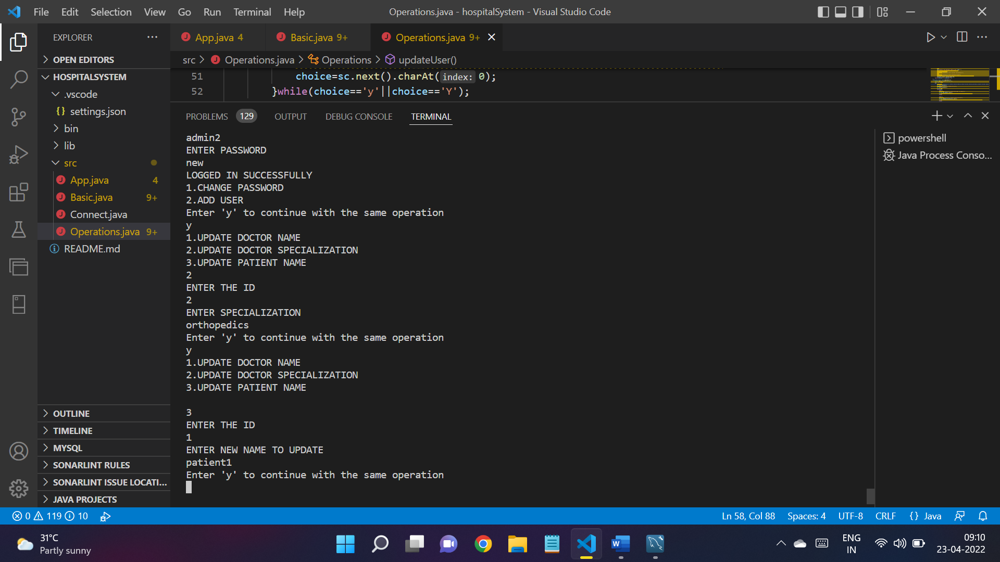 File Edit Selection View Go Run Terminal Help
Operations.java - hospitalSystem - Visual Studio Code
EXPLORER
App.java 4
Basic.java 9+
Operations.java 9+
OPEN EDITORS
src > Operations.java > Operations > updateUser()
HOSPITALSYSTEM
.vscode
settings.json
bin
lib
src
App.java 4
Basic.java 9+
Connect.java
Operations.java 9+
README.md
OUTLINE
TIMELINE
MYSQL
SONARLINT RULES
SONARLINT ISSUE LOCATI...
JAVA PROJECTS
51 choice=sc.next().charAt(index: 0);
52 }while(choice=='y'||choice=='Y');
PROBLEMS 129 OUTPUT DEBUG CONSOLE TERMINAL
admin2
ENTER PASSWORD
new
LOGGED IN SUCCESSFULLY
1.CHANGE PASSWORD
2.ADD USER
Enter 'y' to continue with the same operation
y
1.UPDATE DOCTOR NAME
2.UPDATE DOCTOR SPECIALIZATION
3.UPDATE PATIENT NAME
2
ENTER THE ID
2
ENTER SPECIALIZATION
orthopedics
Enter 'y' to continue with the same operation
y
1.UPDATE DOCTOR NAME
2.UPDATE DOCTOR SPECIALIZATION
3.UPDATE PATIENT NAME
3
ENTER THE ID
1
ENTER NEW NAME TO UPDATE
patient1
Enter 'y' to continue with the same operation
powershell
Java Process Conso...
0 119 10
Ln 58, Col 88 Spaces: 4 UTF-8 CRLF {} Java
31°C
Partly sunny
ENG
IN
09:10
23-04-2022